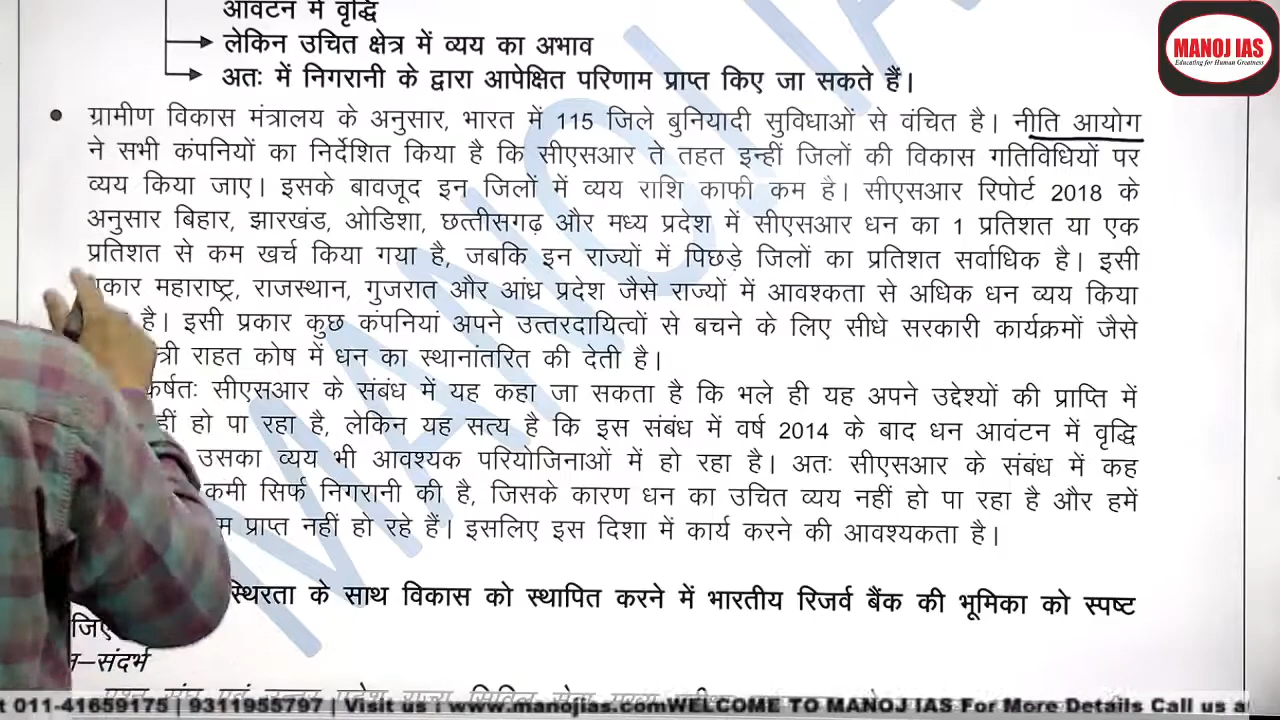 आवंटन में वृद्धि
लेकिन उचित क्षेत्र में व्यय का अभाव
अतः में निगरानी के द्वारा आपेक्षित परिणाम प्राप्त किए जा सकते हैं।
MANOJ IAS
Educating for Human Greatness
ग्रामीण विकास मंत्रालय के अनुसार, भारत में 115 जिले बुनियादी सुविधाओं से वंचित है। नीति आयोग
ने सभी कंपनियों का निर्देशित किया है कि सीएसआर ते तहत इन्हीं जिलों की विकास गतिविधियों पर
व्यय किया जाए। इसके बावजूद इन जिलों में व्यय राशि काफी कम है। सीएसआर रिपोर्ट 2018 के
अनुसार बिहार, झारखंड, ओडिशा, छत्तीसगढ़ और मध्य प्रदेश में सीएसआर धन का 1 प्रतिशत या एक
प्रतिशत से कम खर्च किया गया है, जबकि इन राज्यों में पिछड़े जिलों का प्रतिशत सर्वाधिक है। इसी
महाराष्ट्र, राजस्थान, गुजरात और आंध्र प्रदेश जैसे राज्यों में आवश्कता से अधिक धन व्यय किया
है। इसी प्रकार कुछ कंपनियां अपने उत्तरदायित्वों से बचने के लिए सीधे सरकारी कार्यक्रमों जैसे
राहत कोष में धन का स्थानांतरित की देती है।
सीएसआर के संबंध में यह कहा जा सकता है कि भले ही यह अपने उद्देश्यों की प्राप्ति में
हो पा रहा है, लेकिन यह सत्य है कि इस संबंध में वर्ष 2014 के बाद धन आवंटन में वृद्धि
उसका व्यय भी आवश्यक परियोजिनाओं में हो रहा है। अतः सीएसआर के संबंध में कह
कमी सिर्फ निगरानी की है, जिसके कारण धन का उचित व्यय नहीं हो पा रहा है और हमें
प्राप्त नहीं हो रहे हैं। इसलिए इस दिशा में कार्य करने की आवश्यकता है।
स्थिरता के साथ विकास को स्थापित करने में भारतीय रिजर्व बैंक की भूमिका को स्पष्ट
–संदर्भ
011-41659175 | 9311955797 | Visit us | www.manojias.comWELCOME TO MANOJ IAS For More Details Call us